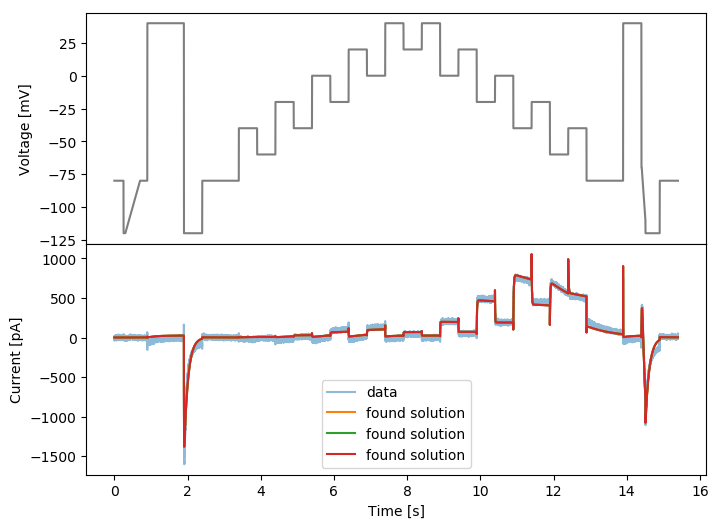 25
0
−25
−50
−75
−100
−125
Voltage [mV]
1000
500
0
−500
−1000
−1500
Current [pA]
data
found solution
found solution
found solution
0 2 4 6 8 10 12 14 16
Time [s]